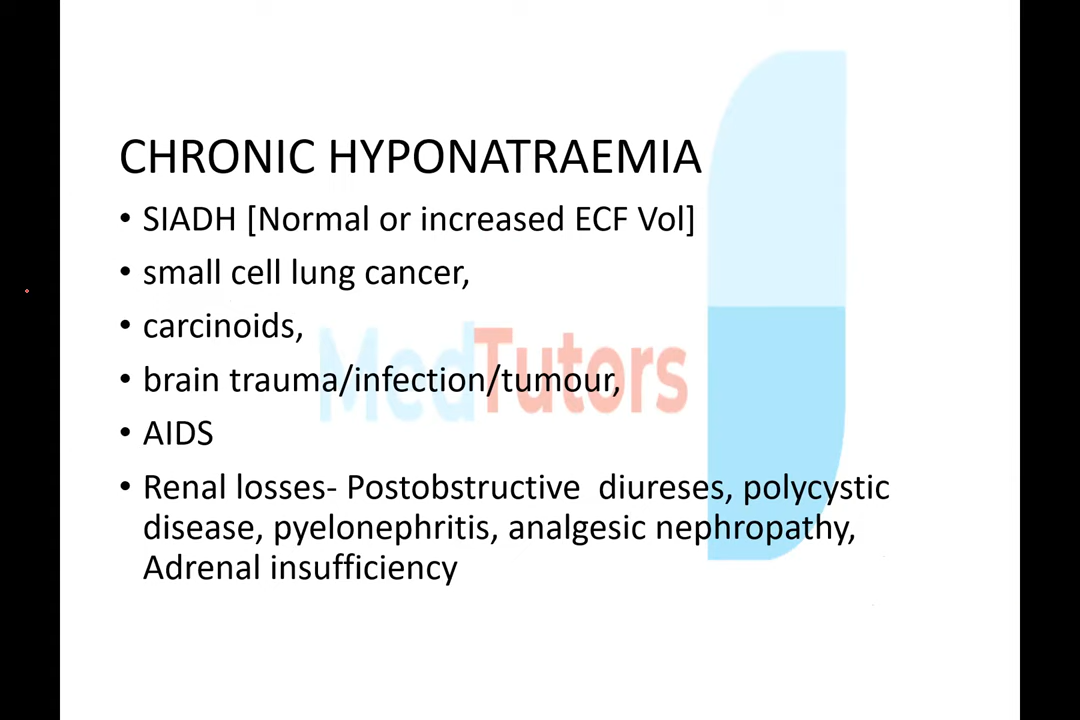 CHRONIC HYPONATRAEMIA
• SIADH [Normal or increased ECF Vol]
• small cell lung cancer,
• carcinoids,
MedTutors
• brain trauma/infection/tumour,
• AIDS
• Renal losses- Postobstructive  diureses, polycystic
disease, pyelonephritis, analgesic nephropathy,
Adrenal insufficiency